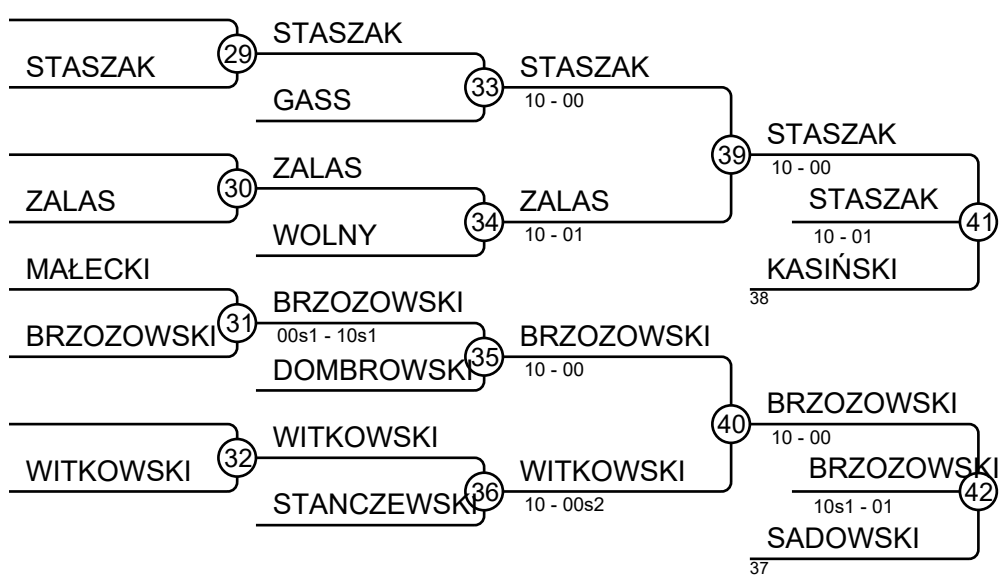 STASZAK
29
STASZAK
GASS
33
STASZAK
10 - 00
ZALAS
30
ZALAS
WOLNY
34
ZALAS
10 - 01
39
STASZAK
10 - 00
STASZAK
10 - 01
41
KASIŃSKI
38
MAŁECKI
BRZOZOWSKI
31
BRZOZOWSKI
00s1 - 10s1
DOMBROWSKI
35
BRZOZOWSKI
10 - 00
WITKOWSKI
32
WITKOWSKI
STANCZEWSKI
36
WITKOWSKI
10 - 00s2
40
BRZOZOWSKI
10 - 00
BRZOZOWSKI
10s1 - 01
42
SADOWSKI
37